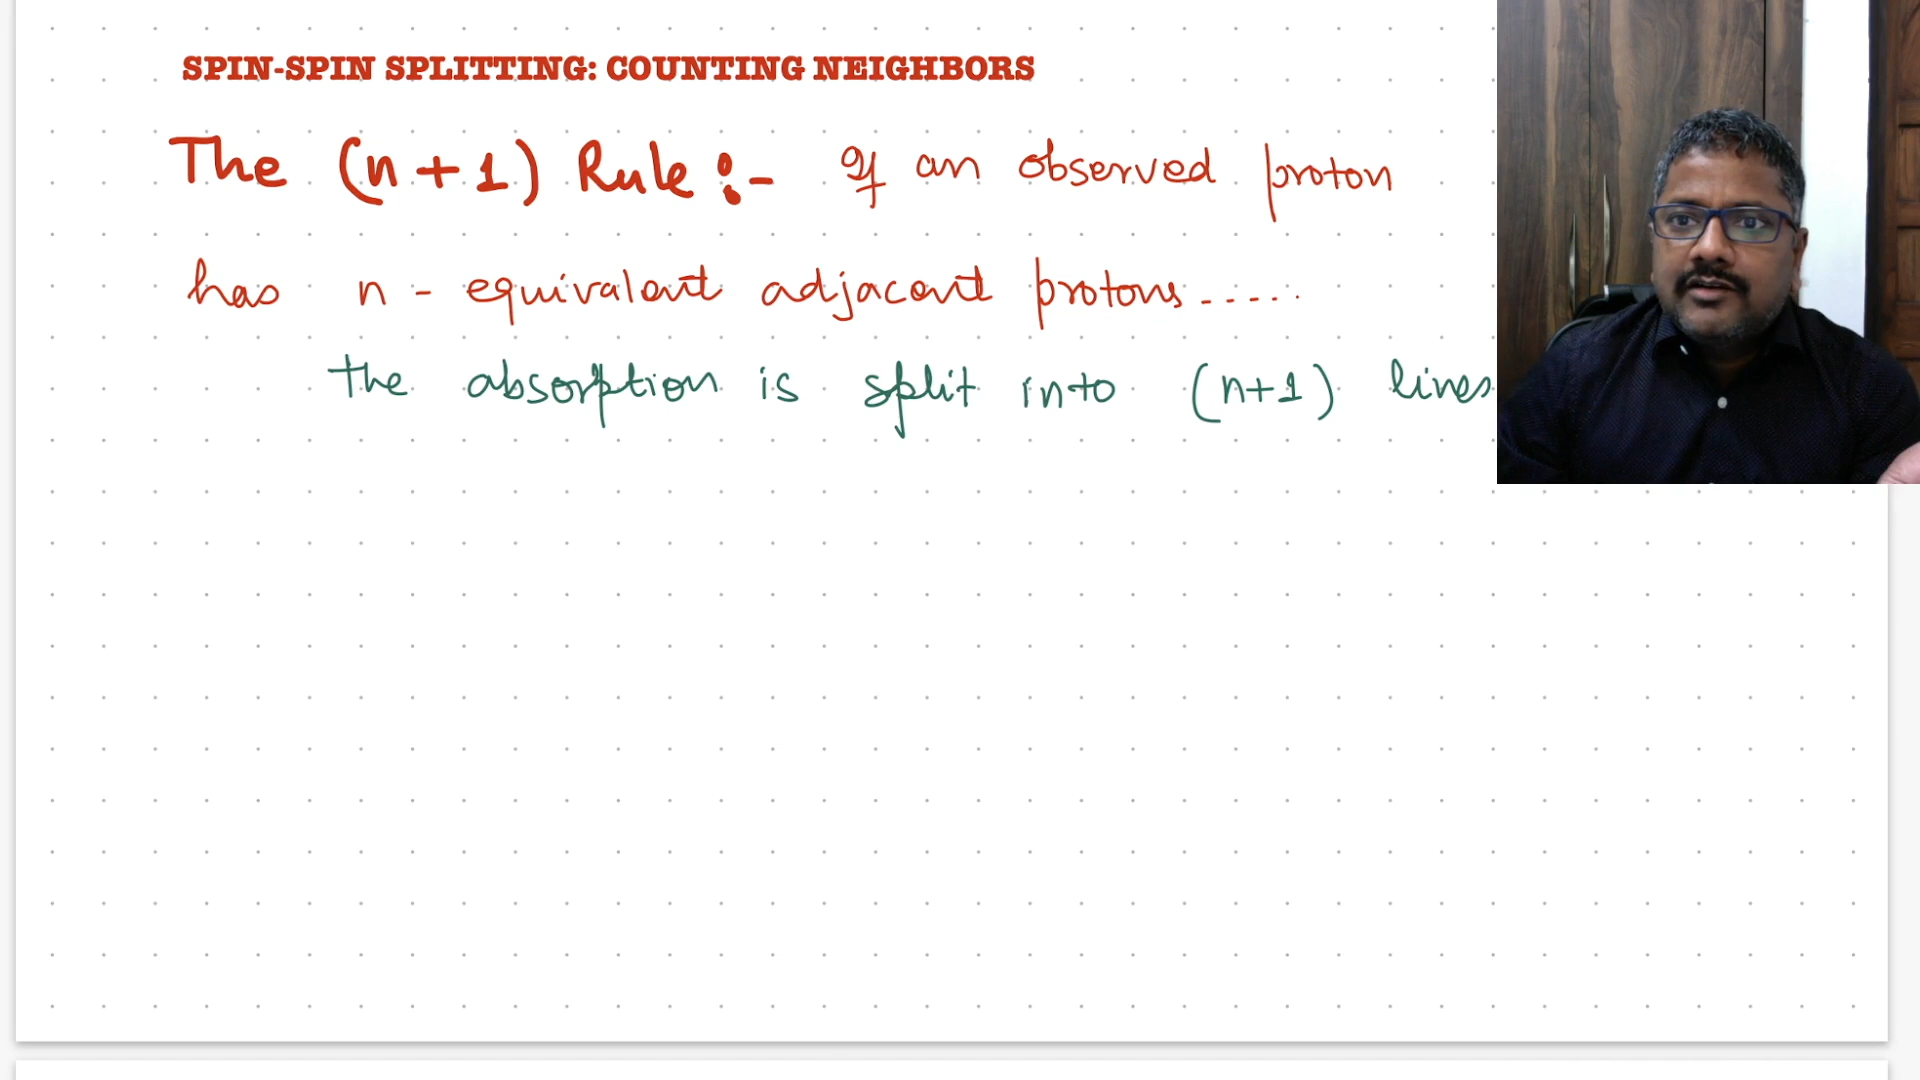 SPIN-SPIN SPLITTING: COUNTING NEIGHBORS
The (n+1) Rule :- If an observed proton
has n - equivalent adjacent protons .....
the absorption is split into (n+1) lines